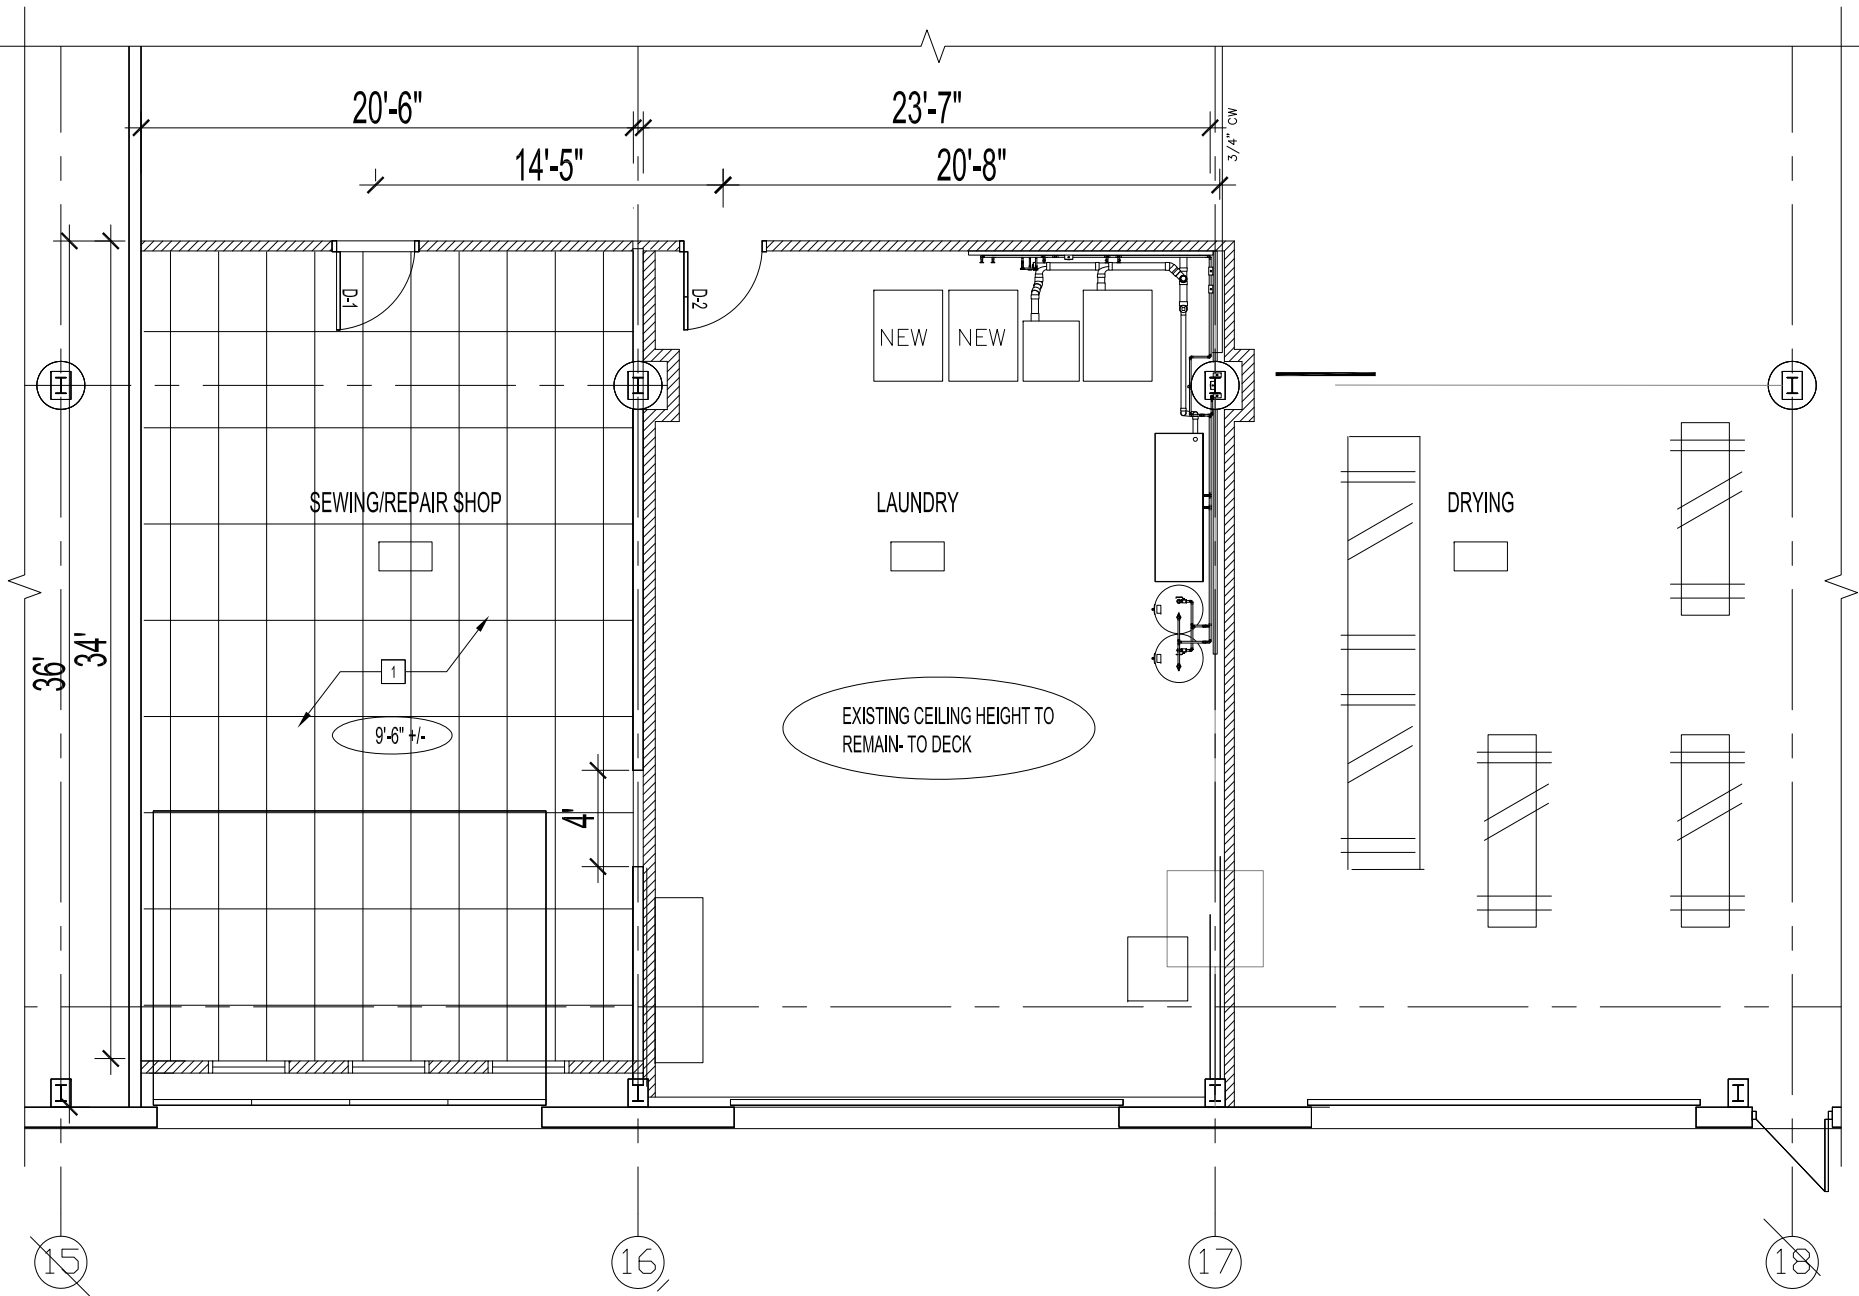 20'-6"
23'-7"
3/4" CW
14'-5"
20'-8"
D-1
D-2
NEW
NEW
SEWING/REPAIR SHOP
LAUNDRY
DRYING
36'
34'
1
9'-6" +/-
EXISTING CEILING HEIGHT TO
REMAIN- TO DECK
4'
15
16
17
18